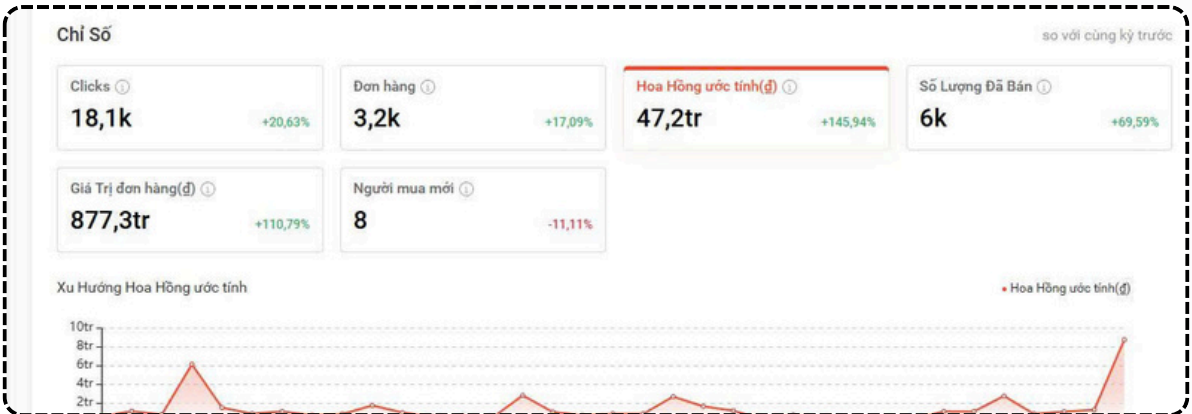 Chỉ Số
so với cùng kỳ trước
Clicks
18,1k
+20,63%
Đơn hàng
3,2k
+17,09%
Hoa Hồng ước tính(₫)
47,2tr
+145,94%
Số Lượng Đã Bán
6k
+69,59%
Giá Trị đơn hàng(₫)
877,3tr
+110,79%
Người mua mới
8
-11,11%
Xu Hướng Hoa Hồng ước tính
Hoa Hồng ước tính(₫)
10tr
8tr
6tr
4tr
2tr